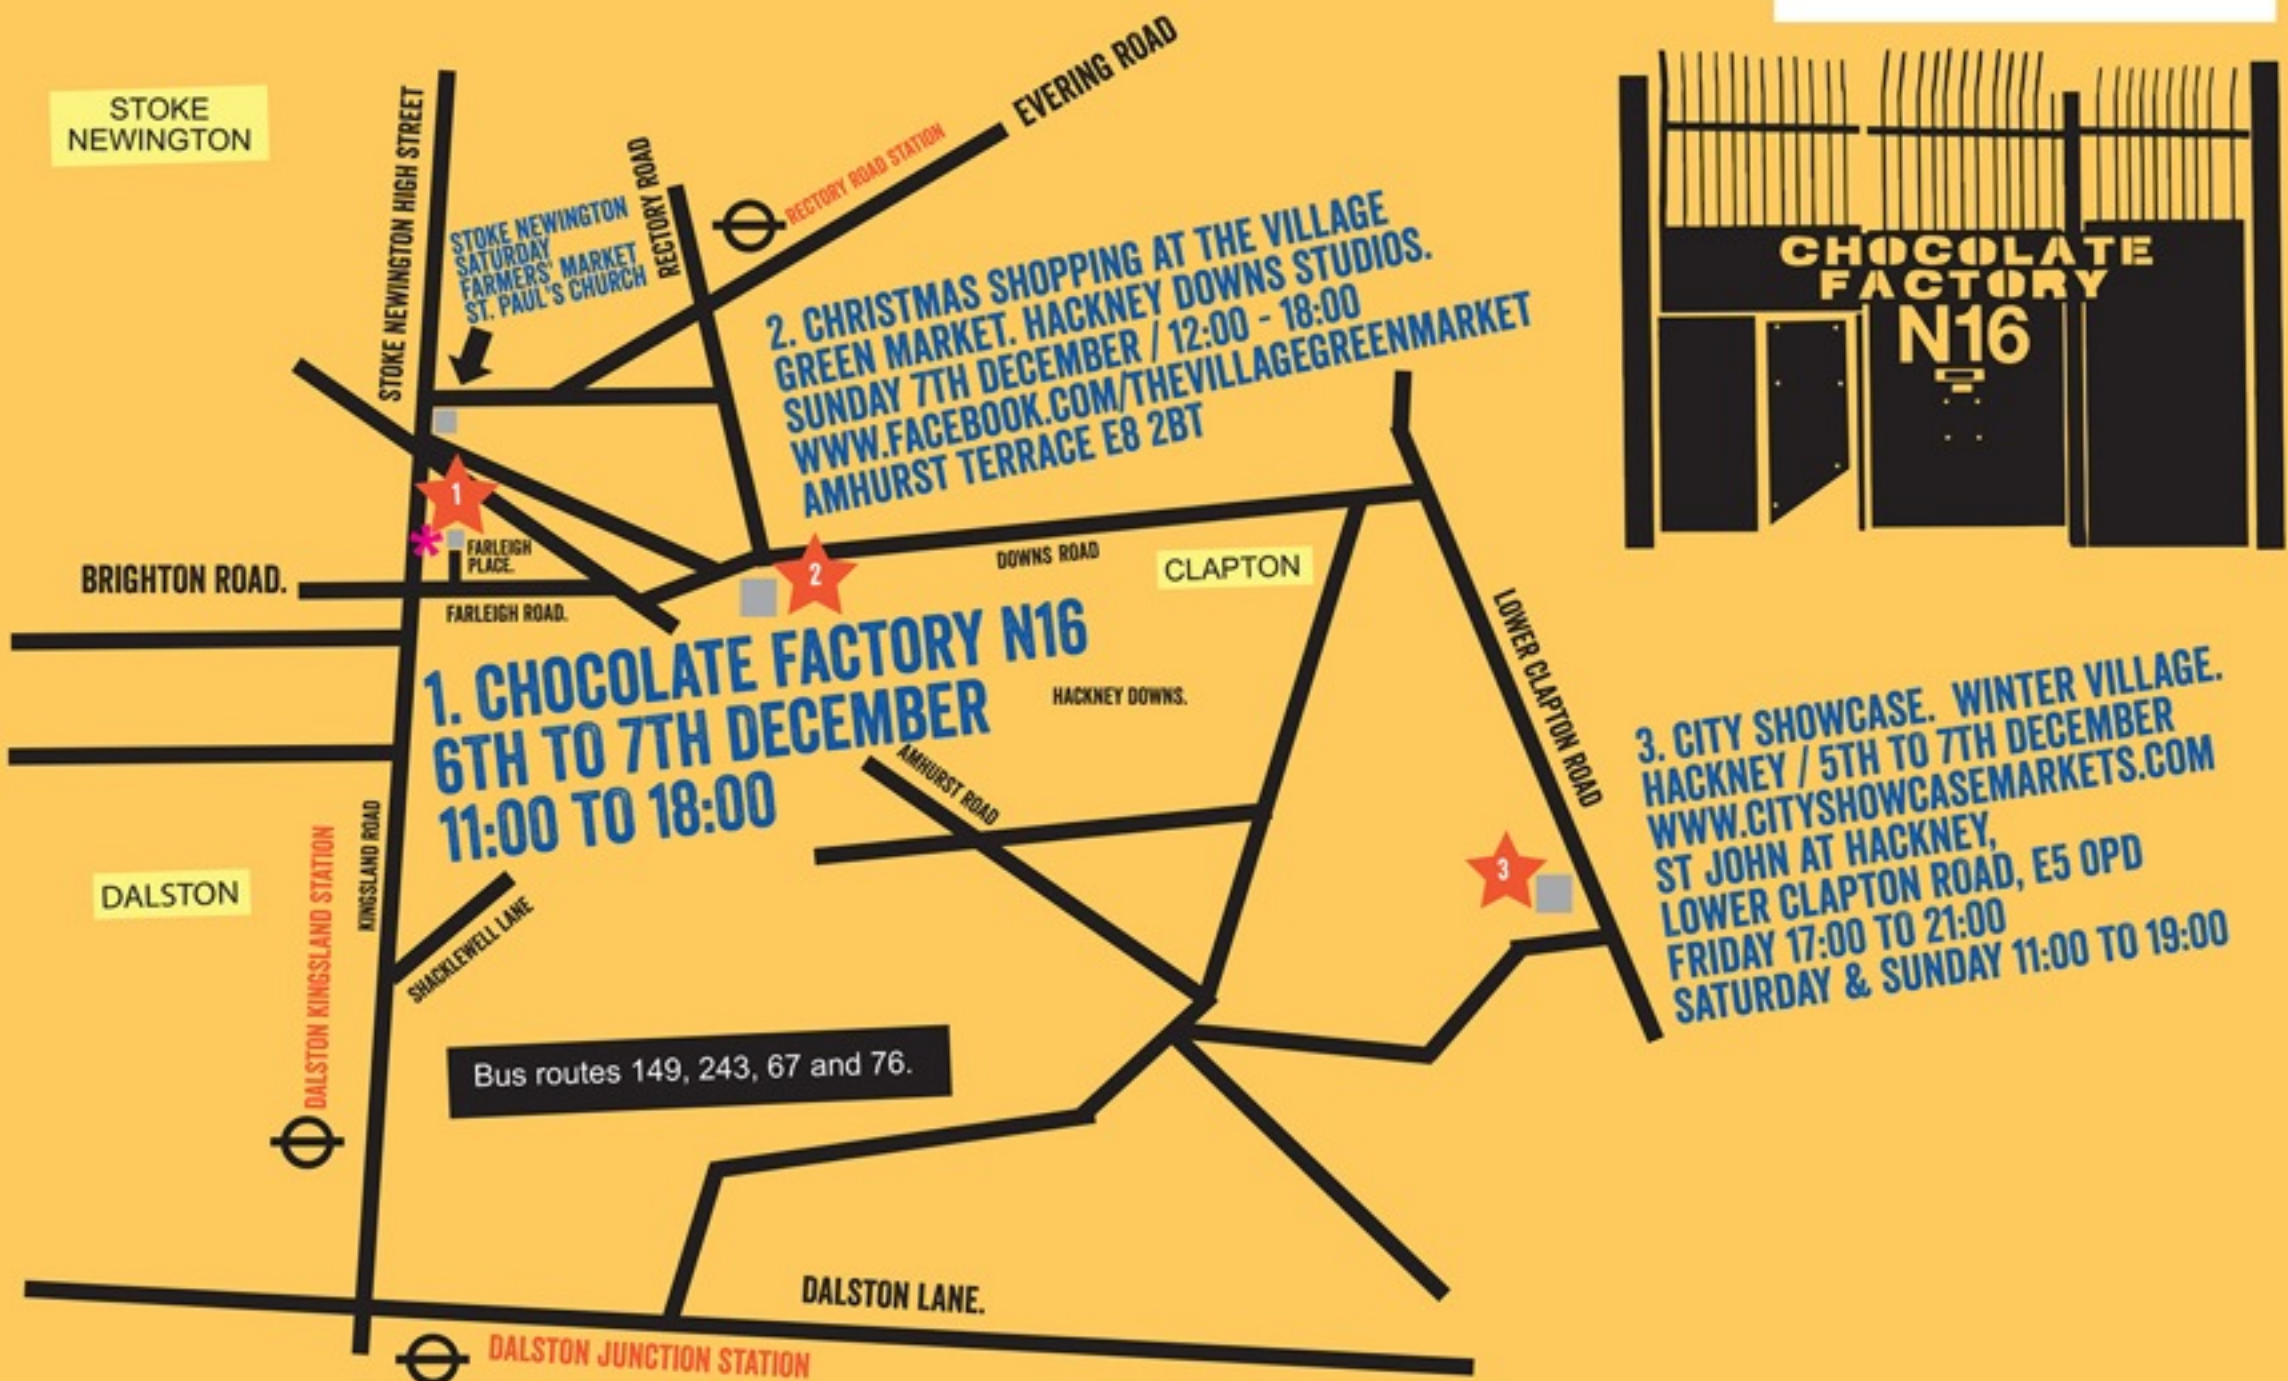 STOKE
NEWINGTON
STOKE NEWINGTON HIGH STREET
STOKE NEWINGTON
SATURDAY
FARMERS' MARKET
ST. PAUL'S CHURCH
RECTORY ROAD
RECTORY ROAD STATION
EVERING ROAD
CHOCOLATE
FACTORY
N16
2. CHRISTMAS SHOPPING AT THE VILLAGE
GREEN MARKET. HACKNEY DOWNS STUDIOS.
SUNDAY 7TH DECEMBER / 12:00 - 18:00
WWW.FACEBOOK.COM/THEVILLAGEGREENMARKET
AMHURST TERRACE E8 2BT
1
*
FARLEIGH
PLACE.
BRIGHTON ROAD.
FARLEIGH ROAD.
2
DOWNS ROAD
CLAPTON
1. CHOCOLATE FACTORY N16
6TH TO 7TH DECEMBER
11:00 TO 18:00
HACKNEY DOWNS.
AMHURST ROAD
LOWER CLAPTON ROAD
3
3. CITY SHOWCASE. WINTER VILLAGE.
HACKNEY / 5TH TO 7TH DECEMBER
WWW.CITYSHOWCASEMARKETS.COM
ST JOHN AT HACKNEY,
LOWER CLAPTON ROAD, E5 0PD
FRIDAY 17:00 TO 21:00
SATURDAY & SUNDAY 11:00 TO 19:00
DALSTON
DALSTON KINGSLAND STATION
KINGSLAND ROAD
SHACKLEWELL LANE
Bus routes 149, 243, 67 and 76.
DALSTON LANE.
DALSTON JUNCTION STATION